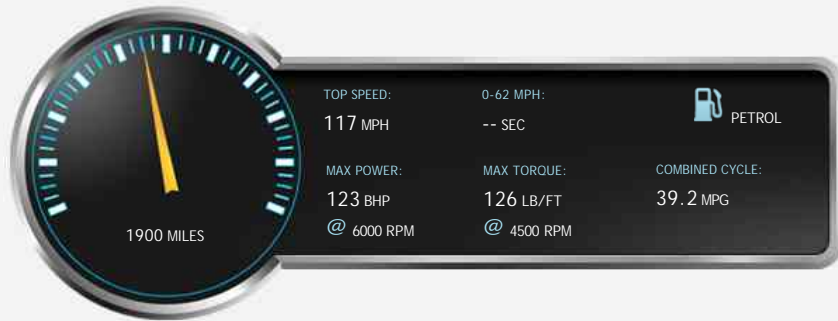 1900 MILES
TOP SPEED:
117 MPH
0-62 MPH:
-- SEC
PETROL
MAX POWER:
123 BHP
@ 6000 RPM
MAX TORQUE:
126 LB/FT
@ 4500 RPM
COMBINED CYCLE:
39.2 MPG